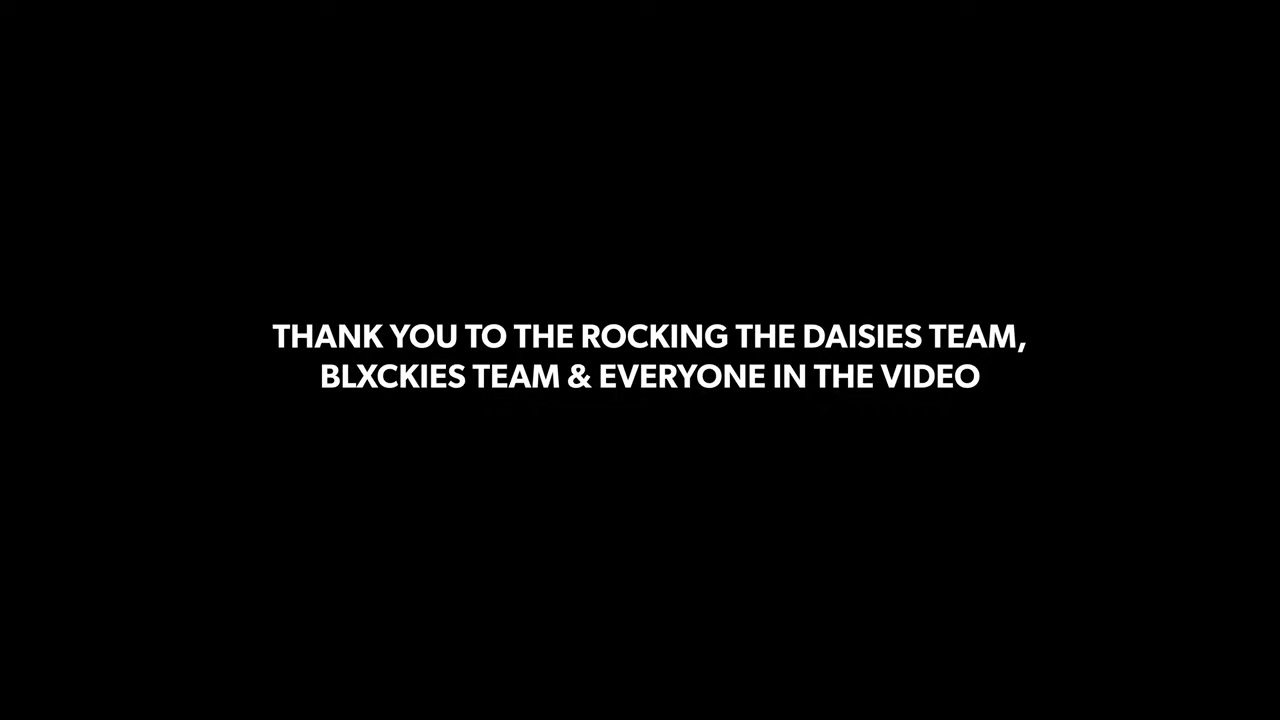 THANK YOU TO THE ROCKING THE DAISIES TEAM,
BLXCKIES TEAM & EVERYONE IN THE VIDEO